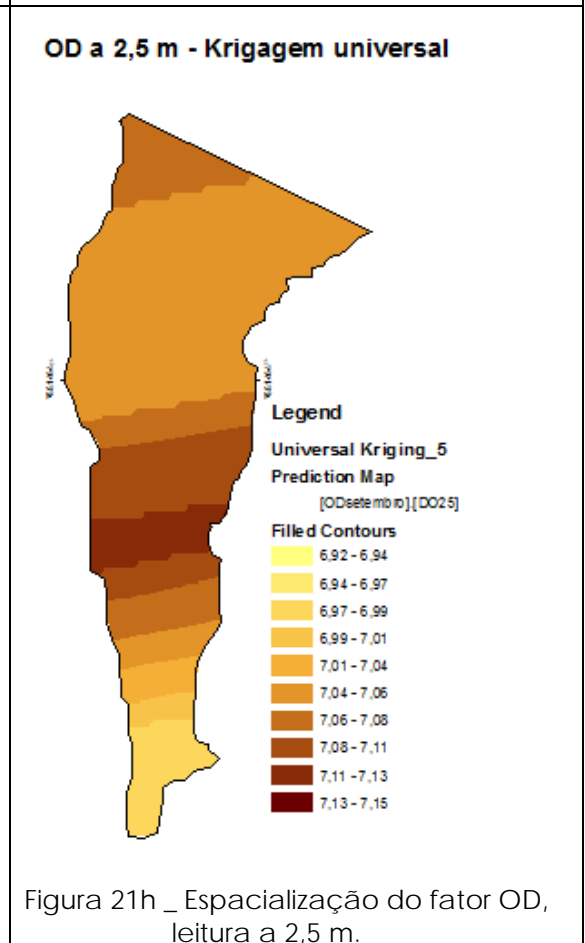 OD a 2,5 m - Krigagem universal
Legend
Universal Kriging_5
Prediction Map
[ODsetembro].[DO25]
Filled Contours
6,92 - 6,94
6,94 - 6,97
6,97 - 6,99
6,99 - 7,01
7,01 - 7,04
7,04 - 7,06
7,06 - 7,08
7,08 - 7,11
7,11 - 7,13
7,13 - 7,15
Figura 21h _ Espacialização do fator OD,
leitura a 2,5 m.